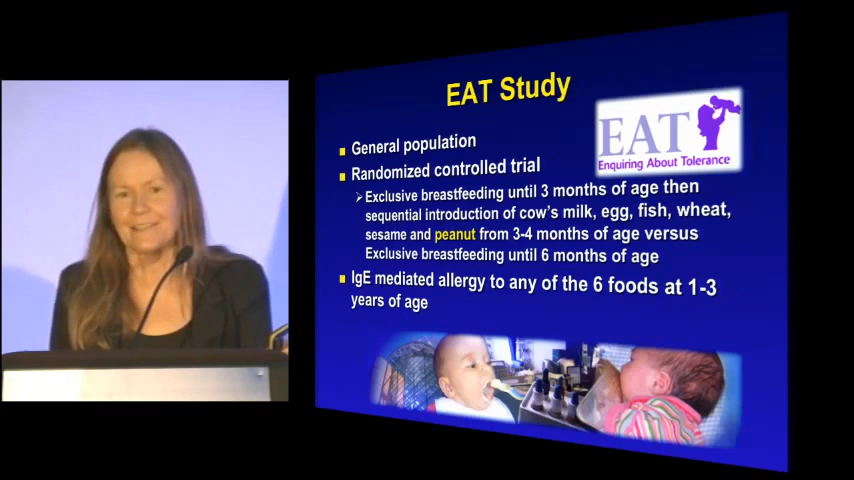 EAT Study
EAT
Enquiring About Tolerance
General population
Randomized controlled trial
Exclusive breastfeeding until 3 months of age then
sequential introduction of cow's milk, egg, fish, wheat,
sesame and peanut from 3-4 months of age versus
Exclusive breastfeeding until 6 months of age
IgE mediated allergy to any of the 6 foods at 1-3
years of age